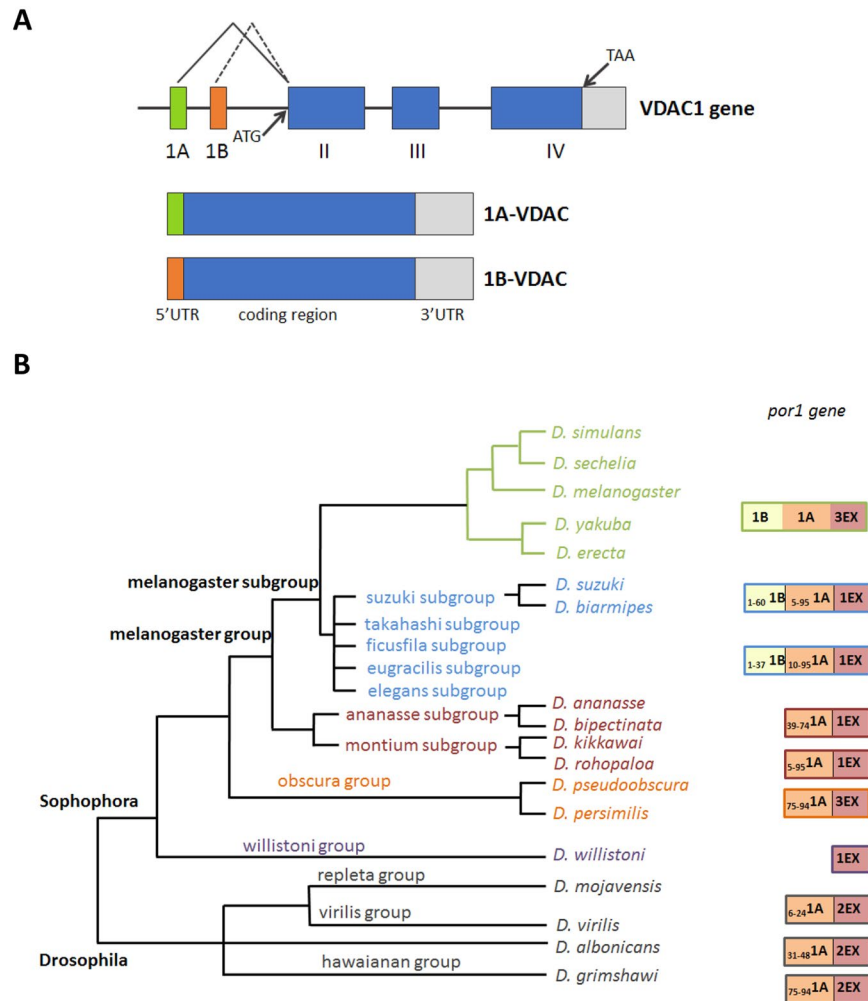 A
TAA
VDAC1 gene
ATG
1A 1B II III IV
1A-VDAC
1B-VDAC
5'UTR coding region 3'UTR
B
por1 gene
D. simulans
D. sechelia
D. melanogaster
1B 1A 3EX
D. yakuba
D. erecta
melanogaster subgroup
D. suzuki
suzuki subgroup
1-60 1B 5-95 1A 1EX
D. biarmipes
takahashi subgroup
melanogaster group
ficusfila subgroup
1-37 1B 10-95 1A 1EX
eugracilis subgroup
elegans subgroup
D. ananasse
ananasse subgroup
39-74 1A 1EX
D. bipectinata
D. kikkawai
montium subgroup
D. rohopaloa
5-95 1A 1EX
obscura group
D. pseudoobscura
Sophophora
75-94 1A 3EX
D. persimilis
willistoni group
D. willistoni
1EX
repleta group
D. mojavensis
6-24 1A 2EX
virilis group
D. virilis
D. albonicans
31-48 1A 2EX
Drosophila
hawaianan group
D. grimshawi
75-94 1A 2EX